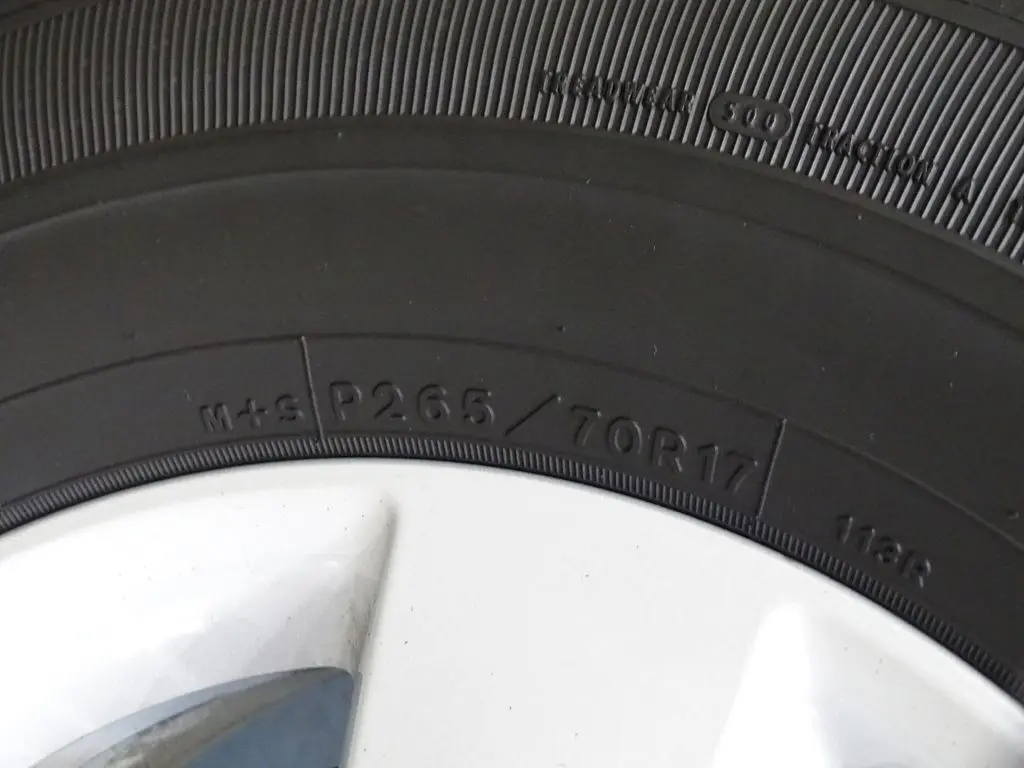 TREADWEAR 500 TRACTION A
M+S P265/70R17 113R